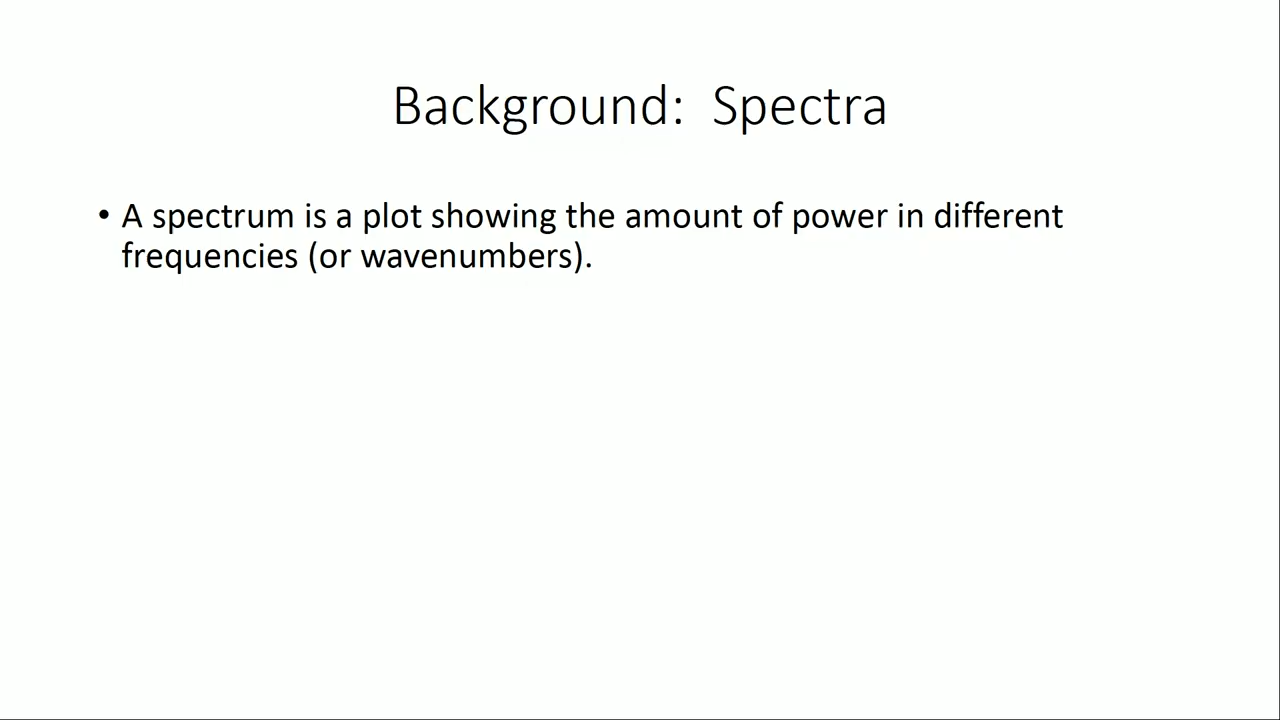 Background:  Spectra
• A spectrum is a plot showing the amount of power in different
frequencies (or wavenumbers).